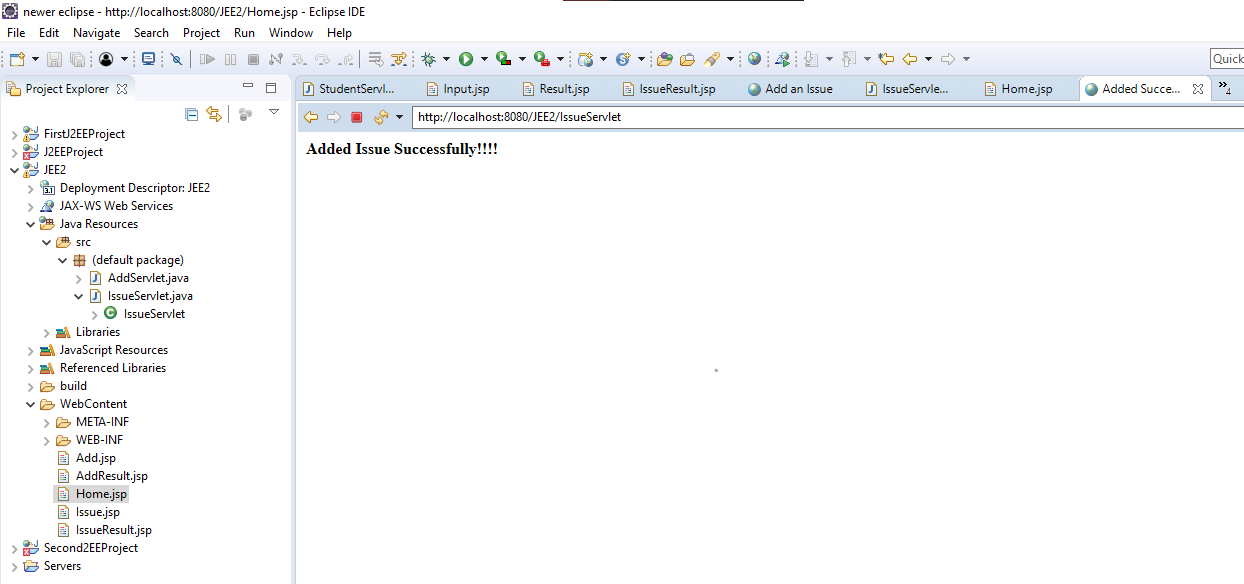 newer eclipse - http://localhost:8080/JEE2/Home.jsp - Eclipse IDE
File Edit Navigate Search Project Run Window Help
Quick
Project Explorer
StudentServl... Input.jsp Result.jsp IssueResult.jsp Add an Issue IssueServle... Home.jsp Added Succe... »4
http://localhost:8080/JEE2/IssueServlet
Added Issue Successfully!!!!
FirstJ2EEProject
J2EEProject
JEE2
Deployment Descriptor: JEE2
JAX-WS Web Services
Java Resources
src
(default package)
AddServlet.java
IssueServlet.java
IssueServlet
Libraries
JavaScript Resources
Referenced Libraries
build
WebContent
META-INF
WEB-INF
Add.jsp
AddResult.jsp
Home.jsp
Issue.jsp
IssueResult.jsp
Second2EEProject
Servers